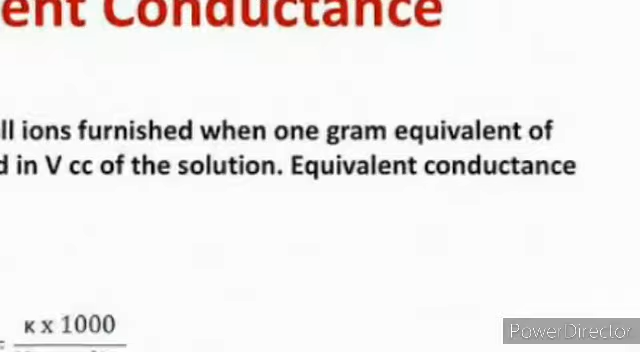 ent Conductance
ll ions furnished when one gram equivalent of
d in V cc of the solution. Equivalent conductance
κ x 1000
PowerDirector